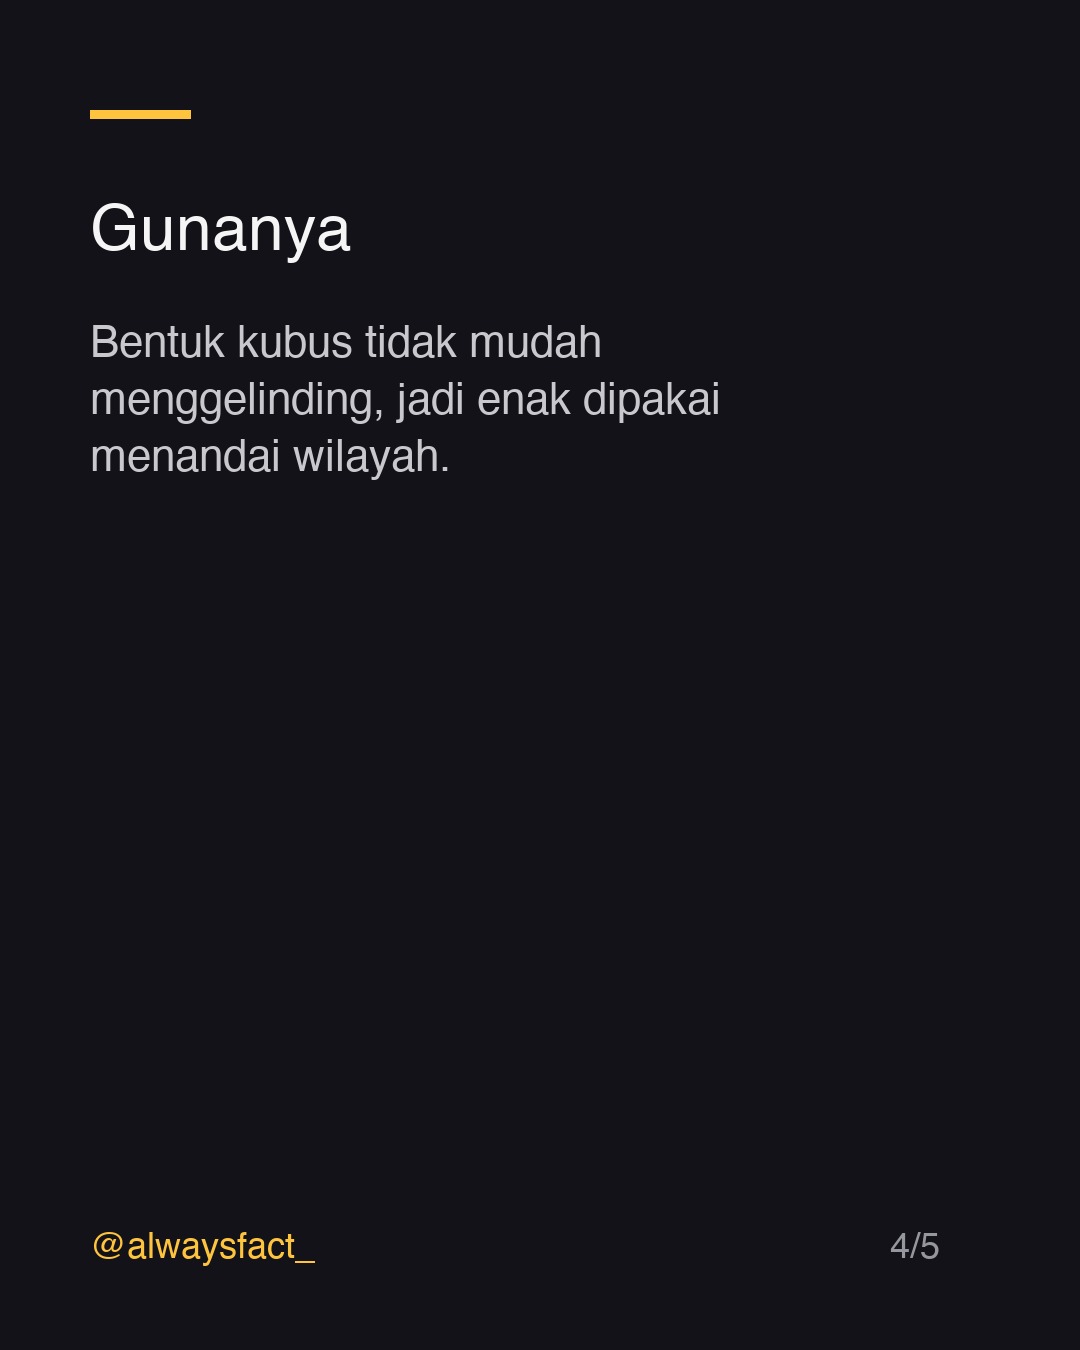 Gunanya
Bentuk kubus tidak mudah
menggelinding, jadi enak dipakai
menandai wilayah.
@alwaysfact_
4/5